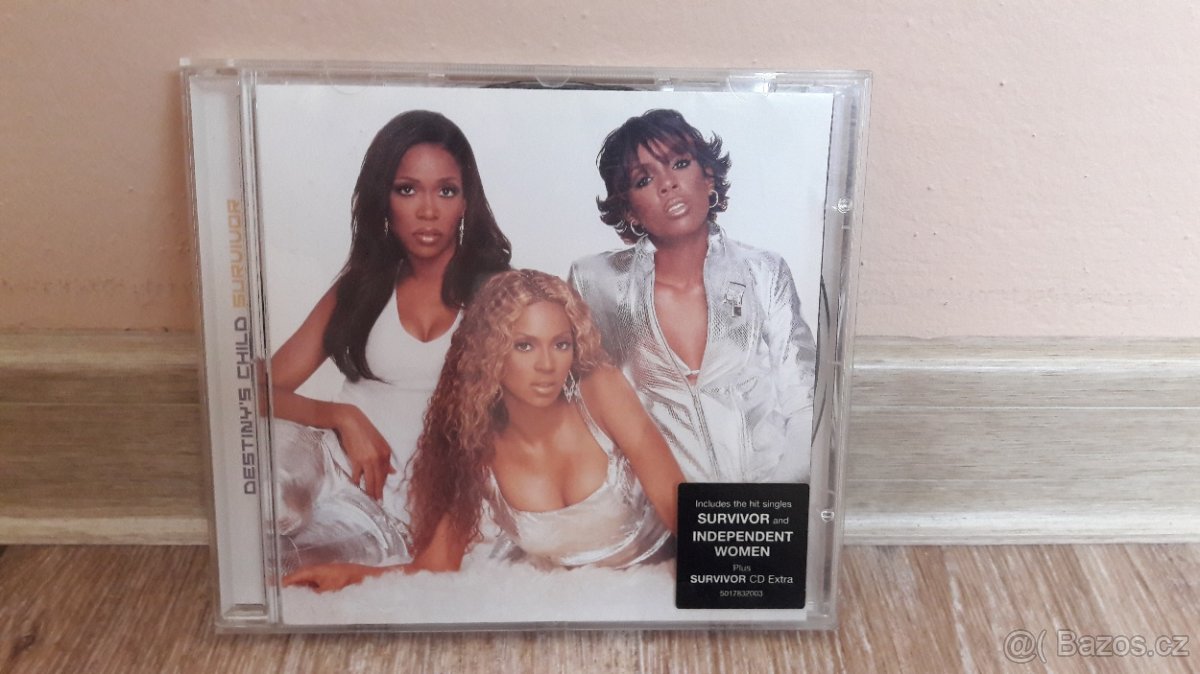 DESTINY'S CHILD SURVIVOR
Includes the hit singles
SURVIVOR and
INDEPENDENT
WOMEN
Plus
SURVIVOR CD Extra
5017832003
@( Bazos.cz